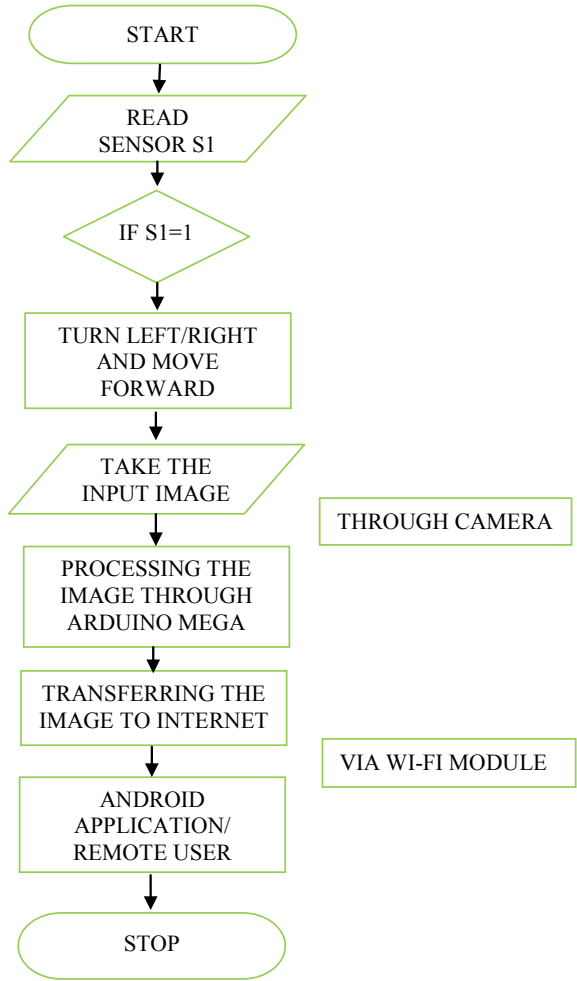 START
READ
SENSOR S1
IF S1=1
TURN LEFT/RIGHT
AND MOVE
FORWARD
TAKE THE
INPUT IMAGE
THROUGH CAMERA
PROCESSING THE
IMAGE THROUGH
ARDUINO MEGA
TRANSFERRING THE
IMAGE TO INTERNET
VIA WI-FI MODULE
ANDROID
APPLICATION/
REMOTE USER
STOP